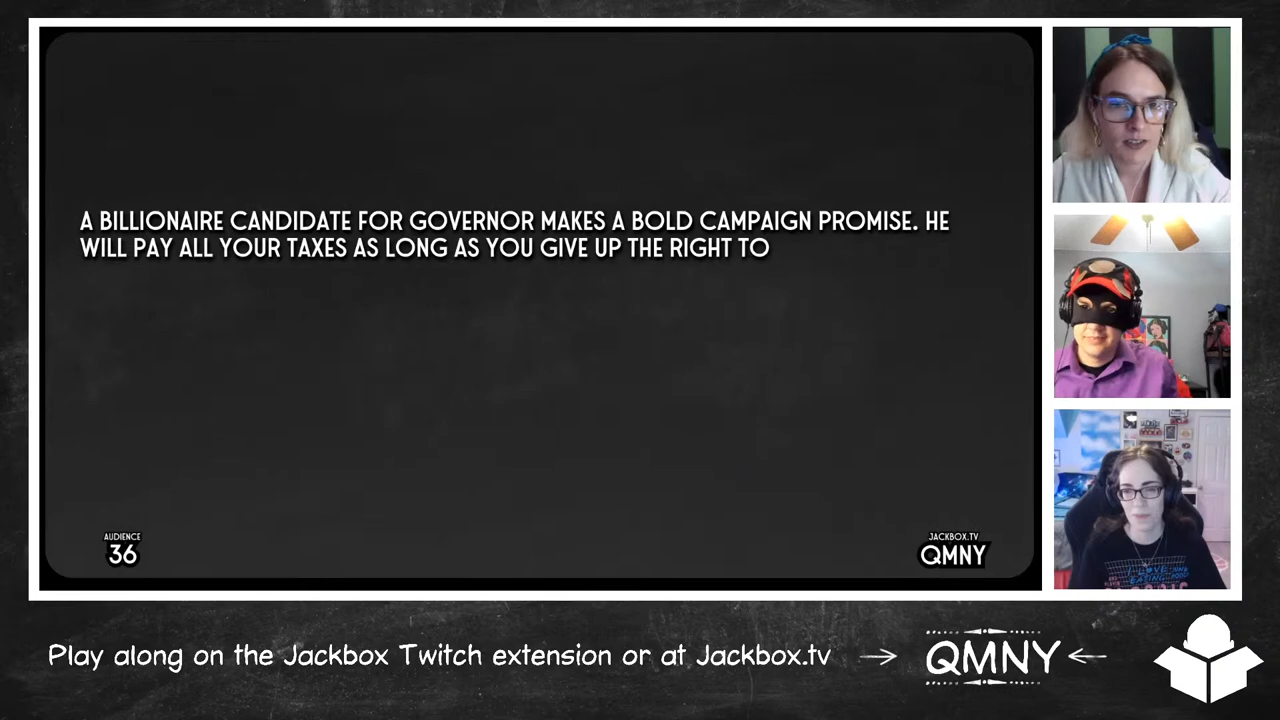 A BILLIONAIRE CANDIDATE FOR GOVERNOR MAKES A BOLD CAMPAIGN PROMISE. HE
WILL PAY ALL YOUR TAXES AS LONG AS YOU GIVE UP THE RIGHT TO
AUDIENCE
36
JACKBOX.TV
QMNY
I LOVE
Play along on the Jackbox Twitch extension or at Jackbox.tv
QMNY